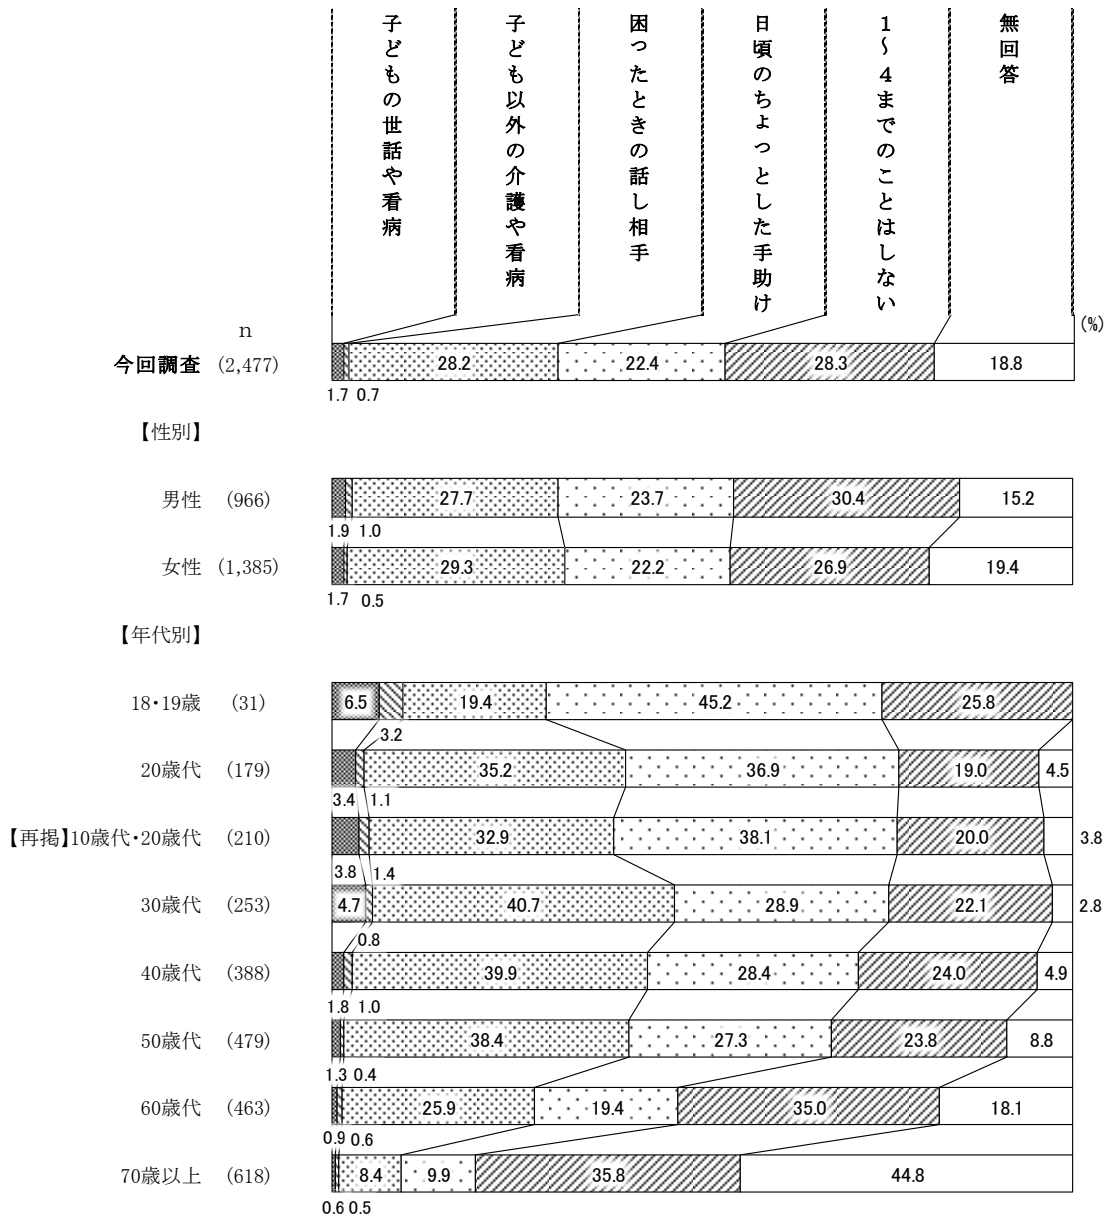 子どもの世話や看病
子ども以外の介護や看病
困ったときの話し相手
日頃のちょっとした手助け
1～4までのことはしない
無回答
(%)
n
今回調査 (2,477) 28.2 22.4 28.3 18.8
1.7 0.7
【性別】
男性 (966) 27.7 23.7 30.4 15.2
1.9 1.0
女性 (1,385) 29.3 22.2 26.9 19.4
1.7 0.5
【年代別】
18・19歳 (31) 6.5 19.4 45.2 25.8
3.2
20歳代 (179) 35.2 36.9 19.0 4.5
3.4 1.1
【再掲】10歳代・20歳代 (210) 32.9 38.1 20.0 3.8
3.8 1.4
30歳代 (253) 4.7 40.7 28.9 22.1 2.8
0.8
40歳代 (388) 39.9 28.4 24.0 4.9
1.8 1.0
50歳代 (479) 38.4 27.3 23.8 8.8
1.3 0.4
60歳代 (463) 25.9 19.4 35.0 18.1
0.9 0.6
70歳以上 (618) 8.4 9.9 35.8 44.8
0.6 0.5